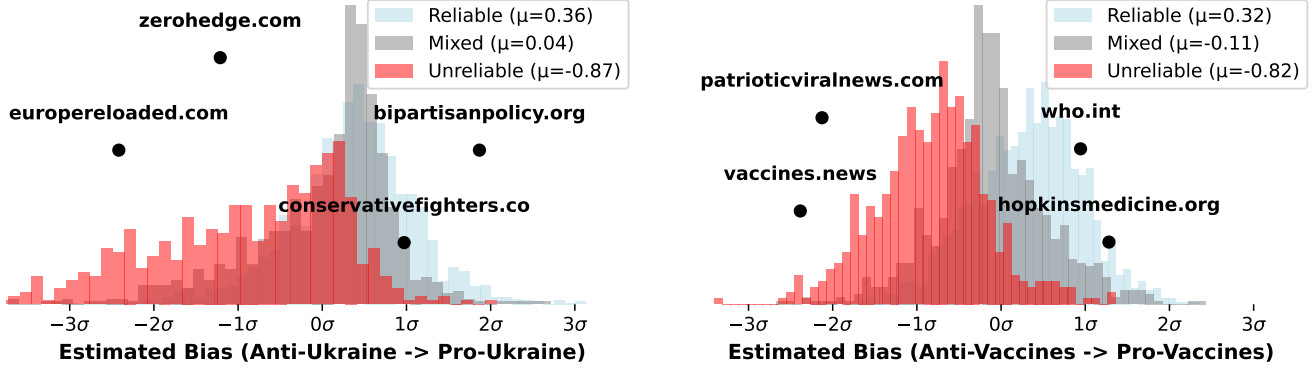 zerohedge.com
europereloaded.com
bipartisanpolicy.org
conservativefighters.co
Reliable (μ=0.36)
Mixed (μ=0.04)
Unreliable (μ=-0.87)
−3σ −2σ −1σ 0σ 1σ 2σ 3σ
Estimated Bias (Anti-Ukraine -> Pro-Ukraine)
patrioticviralnews.com
who.int
vaccines.news
hopkinsmedicine.org
Reliable (μ=0.32)
Mixed (μ=-0.11)
Unreliable (μ=-0.82)
−3σ −2σ −1σ 0σ 1σ 2σ 3σ
Estimated Bias (Anti-Vaccines -> Pro-Vaccines)